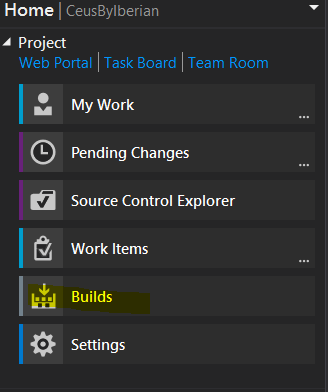 Home | CeusByIberian
Project
Web Portal | Task Board | Team Room
My Work
...
Pending Changes
...
Source Control Explorer
Work Items
...
Builds
Settings